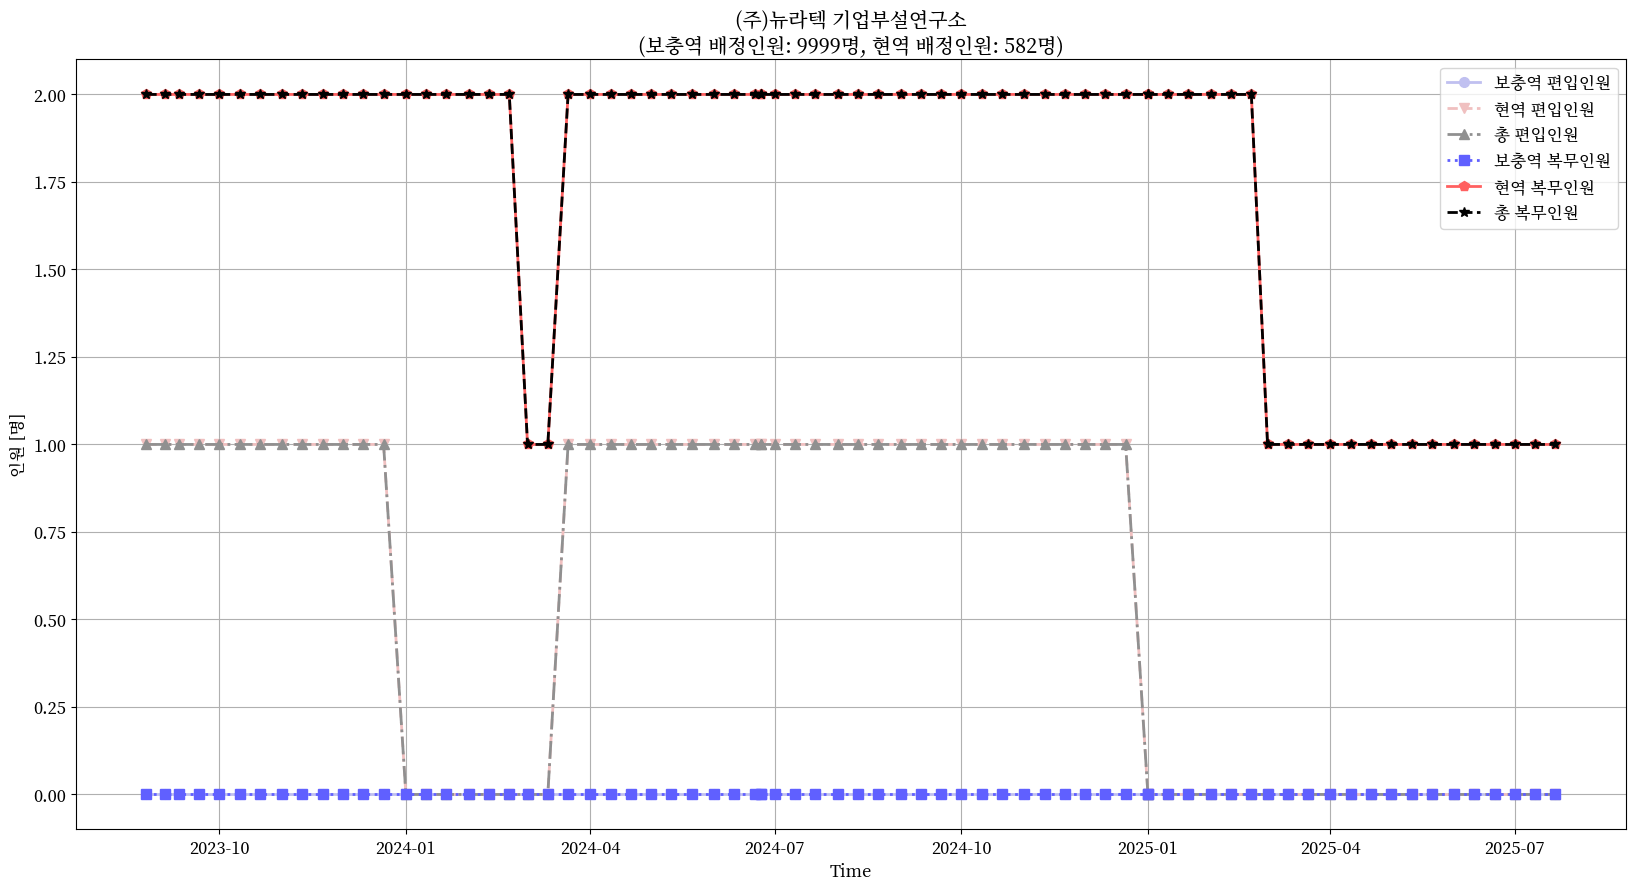 (주)뉴라텍 기업부설연구소
(보충역 배정인원: 9999명, 현역 배정인원: 582명)
보충역 편입인원
현역 편입인원
총 편입인원
보충역 복무인원
현역 복무인원
총 복무인원
인원 [명]
2.00
1.75
1.50
1.25
1.00
0.75
0.50
0.25
0.00
2023-10
2024-01
2024-04
2024-07
2024-10
2025-01
2025-04
2025-07
Time